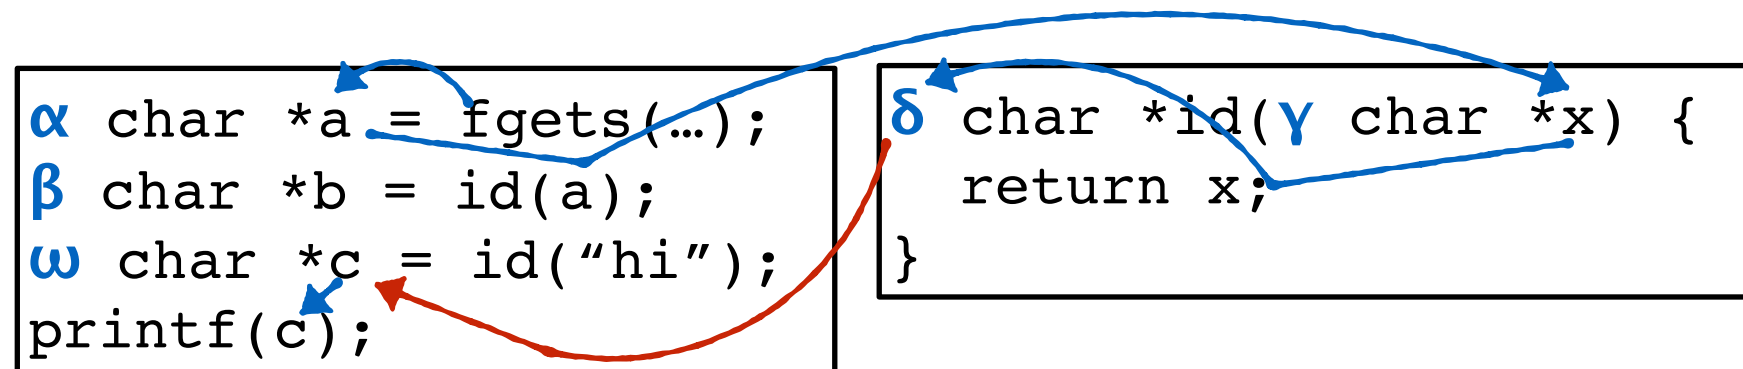 α char *a = fgets(…);
β char *b = id(a);
ω char *c = id(“hi”);
printf(c);
δ char *id(γ char *x) {
return x;
}